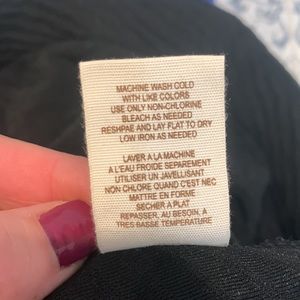 MACHINE WASH COLD
WITH LIKE COLORS
USE ONLY NON-CHLORINE
BLEACH AS NEEDED
RESHPAE AND LAY FLAT TO DRY
LOW IRON AS NEEDED
LAVER A LA MACHINE
A L'EAU FROIDE SEPAREMENT
UTILISER UN JAVELLISANT
NON CHLORE QUAND C'EST NEC
MATTRE EN FORME
SECHER A PLAT
REPASSER, AU BESOIN, À
TRES BASSE TEMPÉRATURE